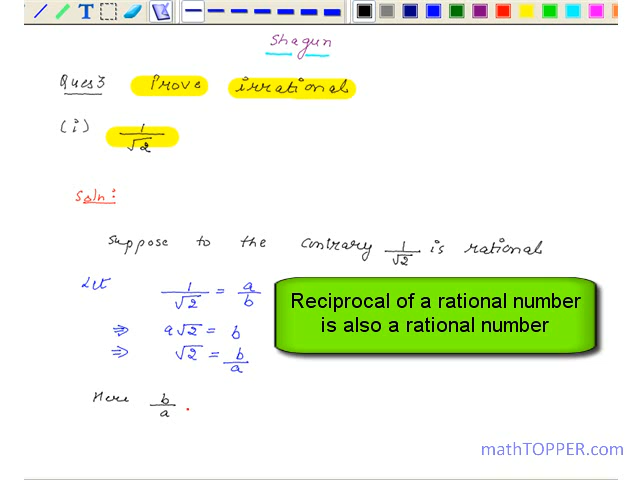 Shagun
Ques3 Prove irrational
(i) 1/√2
Soln:
Suppose to the contrary 1/√2 is rational
Let 1/√2 = a/b
⇒ a√2 = b
⇒ √2 = b/a
Reciprocal of a rational number
is also a rational number
Here b/a
mathTOPPER.com